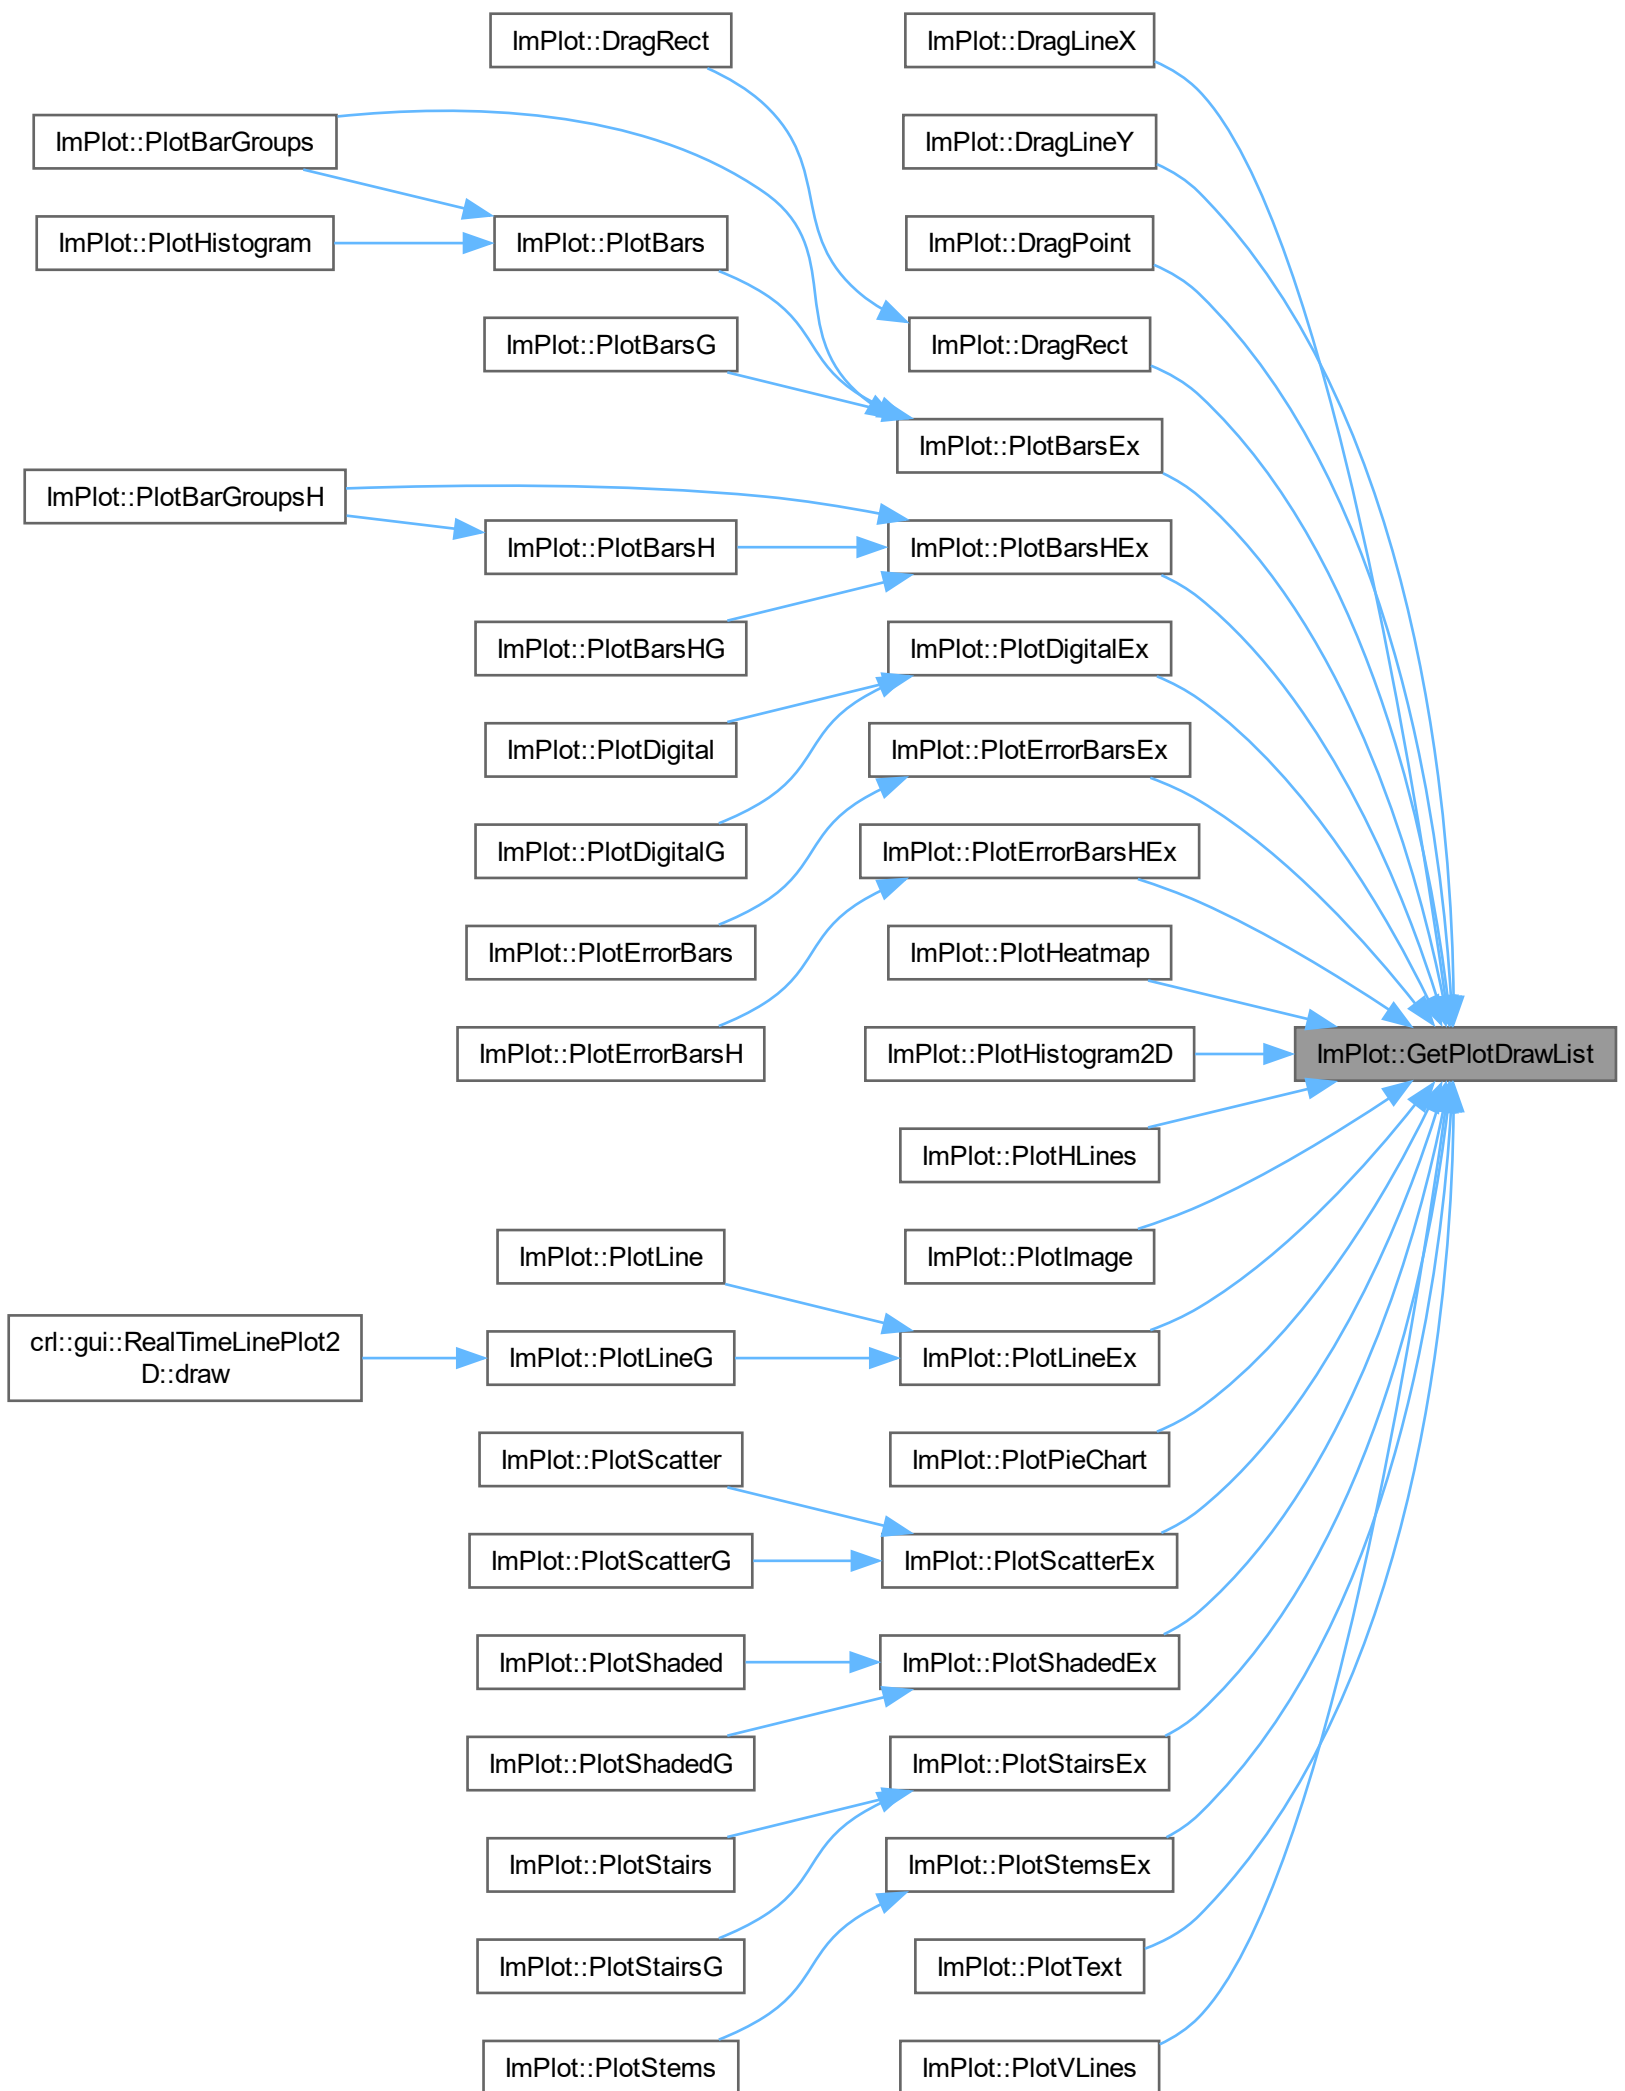 ImPlot::DragRect
ImPlot::DragLineX
ImPlot::PlotBarGroups
ImPlot::DragLineY
ImPlot::PlotHistogram
ImPlot::PlotBars
ImPlot::DragPoint
ImPlot::PlotBarsG
ImPlot::DragRect
ImPlot::PlotBarsEx
ImPlot::PlotBarGroupsH
ImPlot::PlotBarsH
ImPlot::PlotBarsHEx
ImPlot::PlotBarsHG
ImPlot::PlotDigitalEx
ImPlot::PlotDigital
ImPlot::PlotErrorBarsEx
ImPlot::PlotDigitalG
ImPlot::PlotErrorBarsHEx
ImPlot::PlotErrorBars
ImPlot::PlotHeatmap
ImPlot::PlotErrorBarsH
ImPlot::PlotHistogram2D
ImPlot::GetPlotDrawList
ImPlot::PlotHLines
ImPlot::PlotLine
ImPlot::PlotImage
crl::gui::RealTimeLinePlot2
D::draw
ImPlot::PlotLineG
ImPlot::PlotLineEx
ImPlot::PlotScatter
ImPlot::PlotPieChart
ImPlot::PlotScatterG
ImPlot::PlotScatterEx
ImPlot::PlotShaded
ImPlot::PlotShadedEx
ImPlot::PlotShadedG
ImPlot::PlotStairsEx
ImPlot::PlotStairs
ImPlot::PlotStemsEx
ImPlot::PlotStairsG
ImPlot::PlotText
ImPlot::PlotStems
ImPlot::PlotVLines